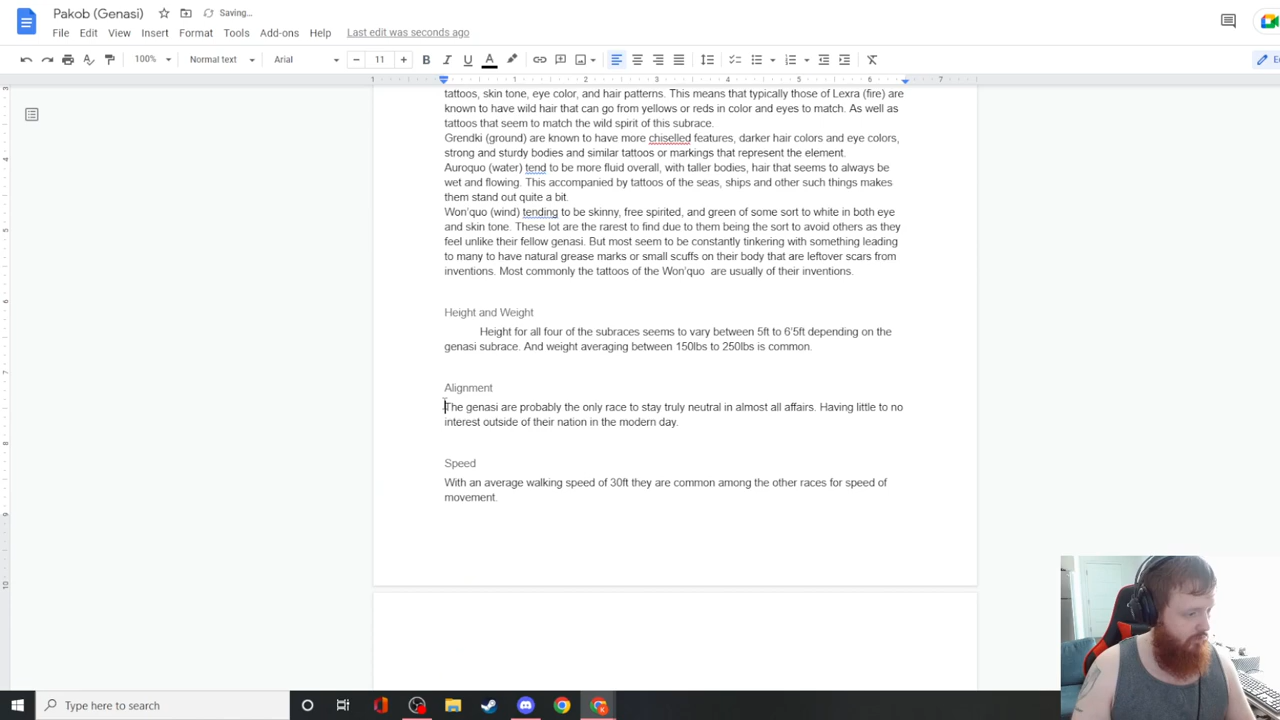 Pakob (Genasi)
Saving...
File Edit View Insert Format Tools Add-ons Help Last edit was seconds ago
100% Normal text Arial 11 B I U A
1 1 2 3 4 5 6 7
tattoos, skin tone, eye color, and hair patterns. This means that typically those of Lexra (fire) are
known to have wild hair that can go from yellows or reds in color and eyes to match. As well as
tattoos that seem to match the wild spirit of this subrace.
Grendki (ground) are known to have more chiselled features, darker hair colors and eye colors,
strong and sturdy bodies and similar tattoos or markings that represent the element.
Auroquo (water) tend to be more fluid overall, with taller bodies, hair that seems to always be
wet and flowing. This accompanied by tattoos of the seas, ships and other such things makes
them stand out quite a bit.
Won'quo (wind) tending to be skinny, free spirited, and green of some sort to white in both eye
and skin tone. These lot are the rarest to find due to them being the sort to avoid others as they
feel unlike their fellow genasi. But most seem to be constantly tinkering with something leading
to many to have natural grease marks or small scuffs on their body that are leftover scars from
inventions. Most commonly the tattoos of the Won'quo are usually of their inventions.
Height and Weight
Height for all four of the subraces seems to vary between 5ft to 6'5ft depending on the
genasi subrace. And weight averaging between 150lbs to 250lbs is common.
Alignment
The genasi are probably the only race to stay truly neutral in almost all affairs. Having little to no
interest outside of their nation in the modern day.
Speed
With an average walking speed of 30ft they are common among the other races for speed of
movement.
Type here to search